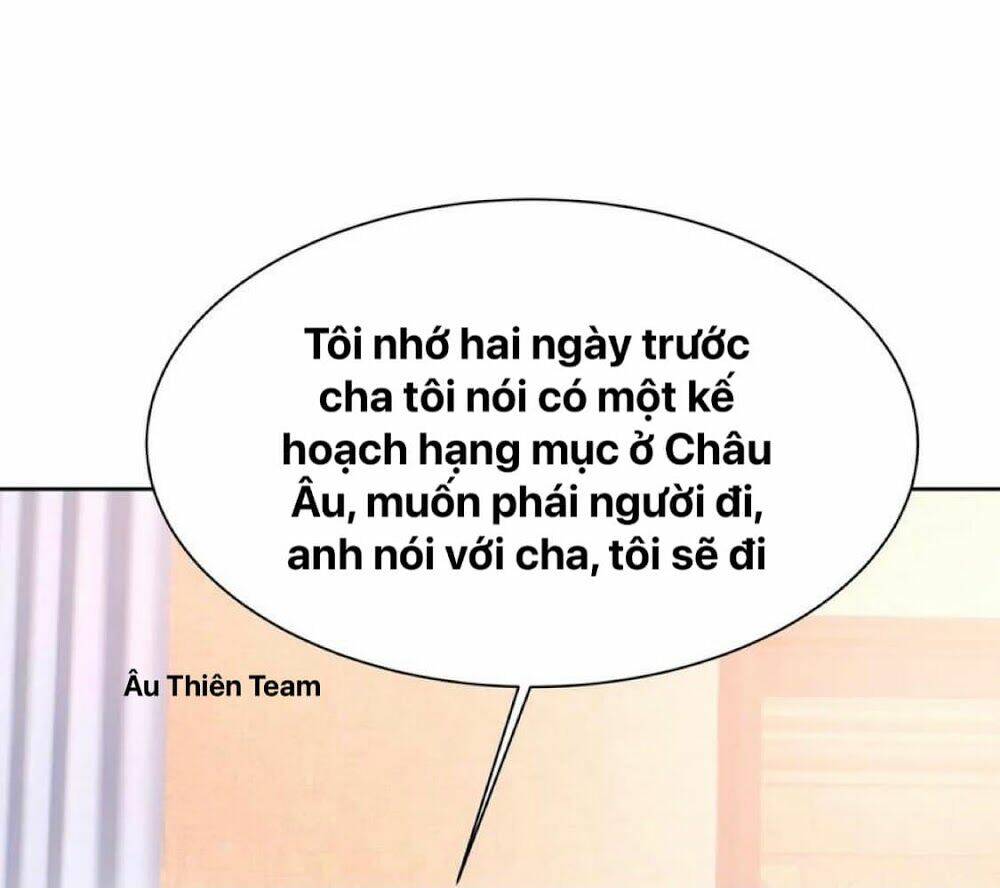 Tôi nhớ hai ngày trước
cha tôi nói có một kế
hoạch hạng mục ở Châu
Âu, muốn phái người đi,
anh nói với cha, tôi sẽ đi
Âu Thiên Team